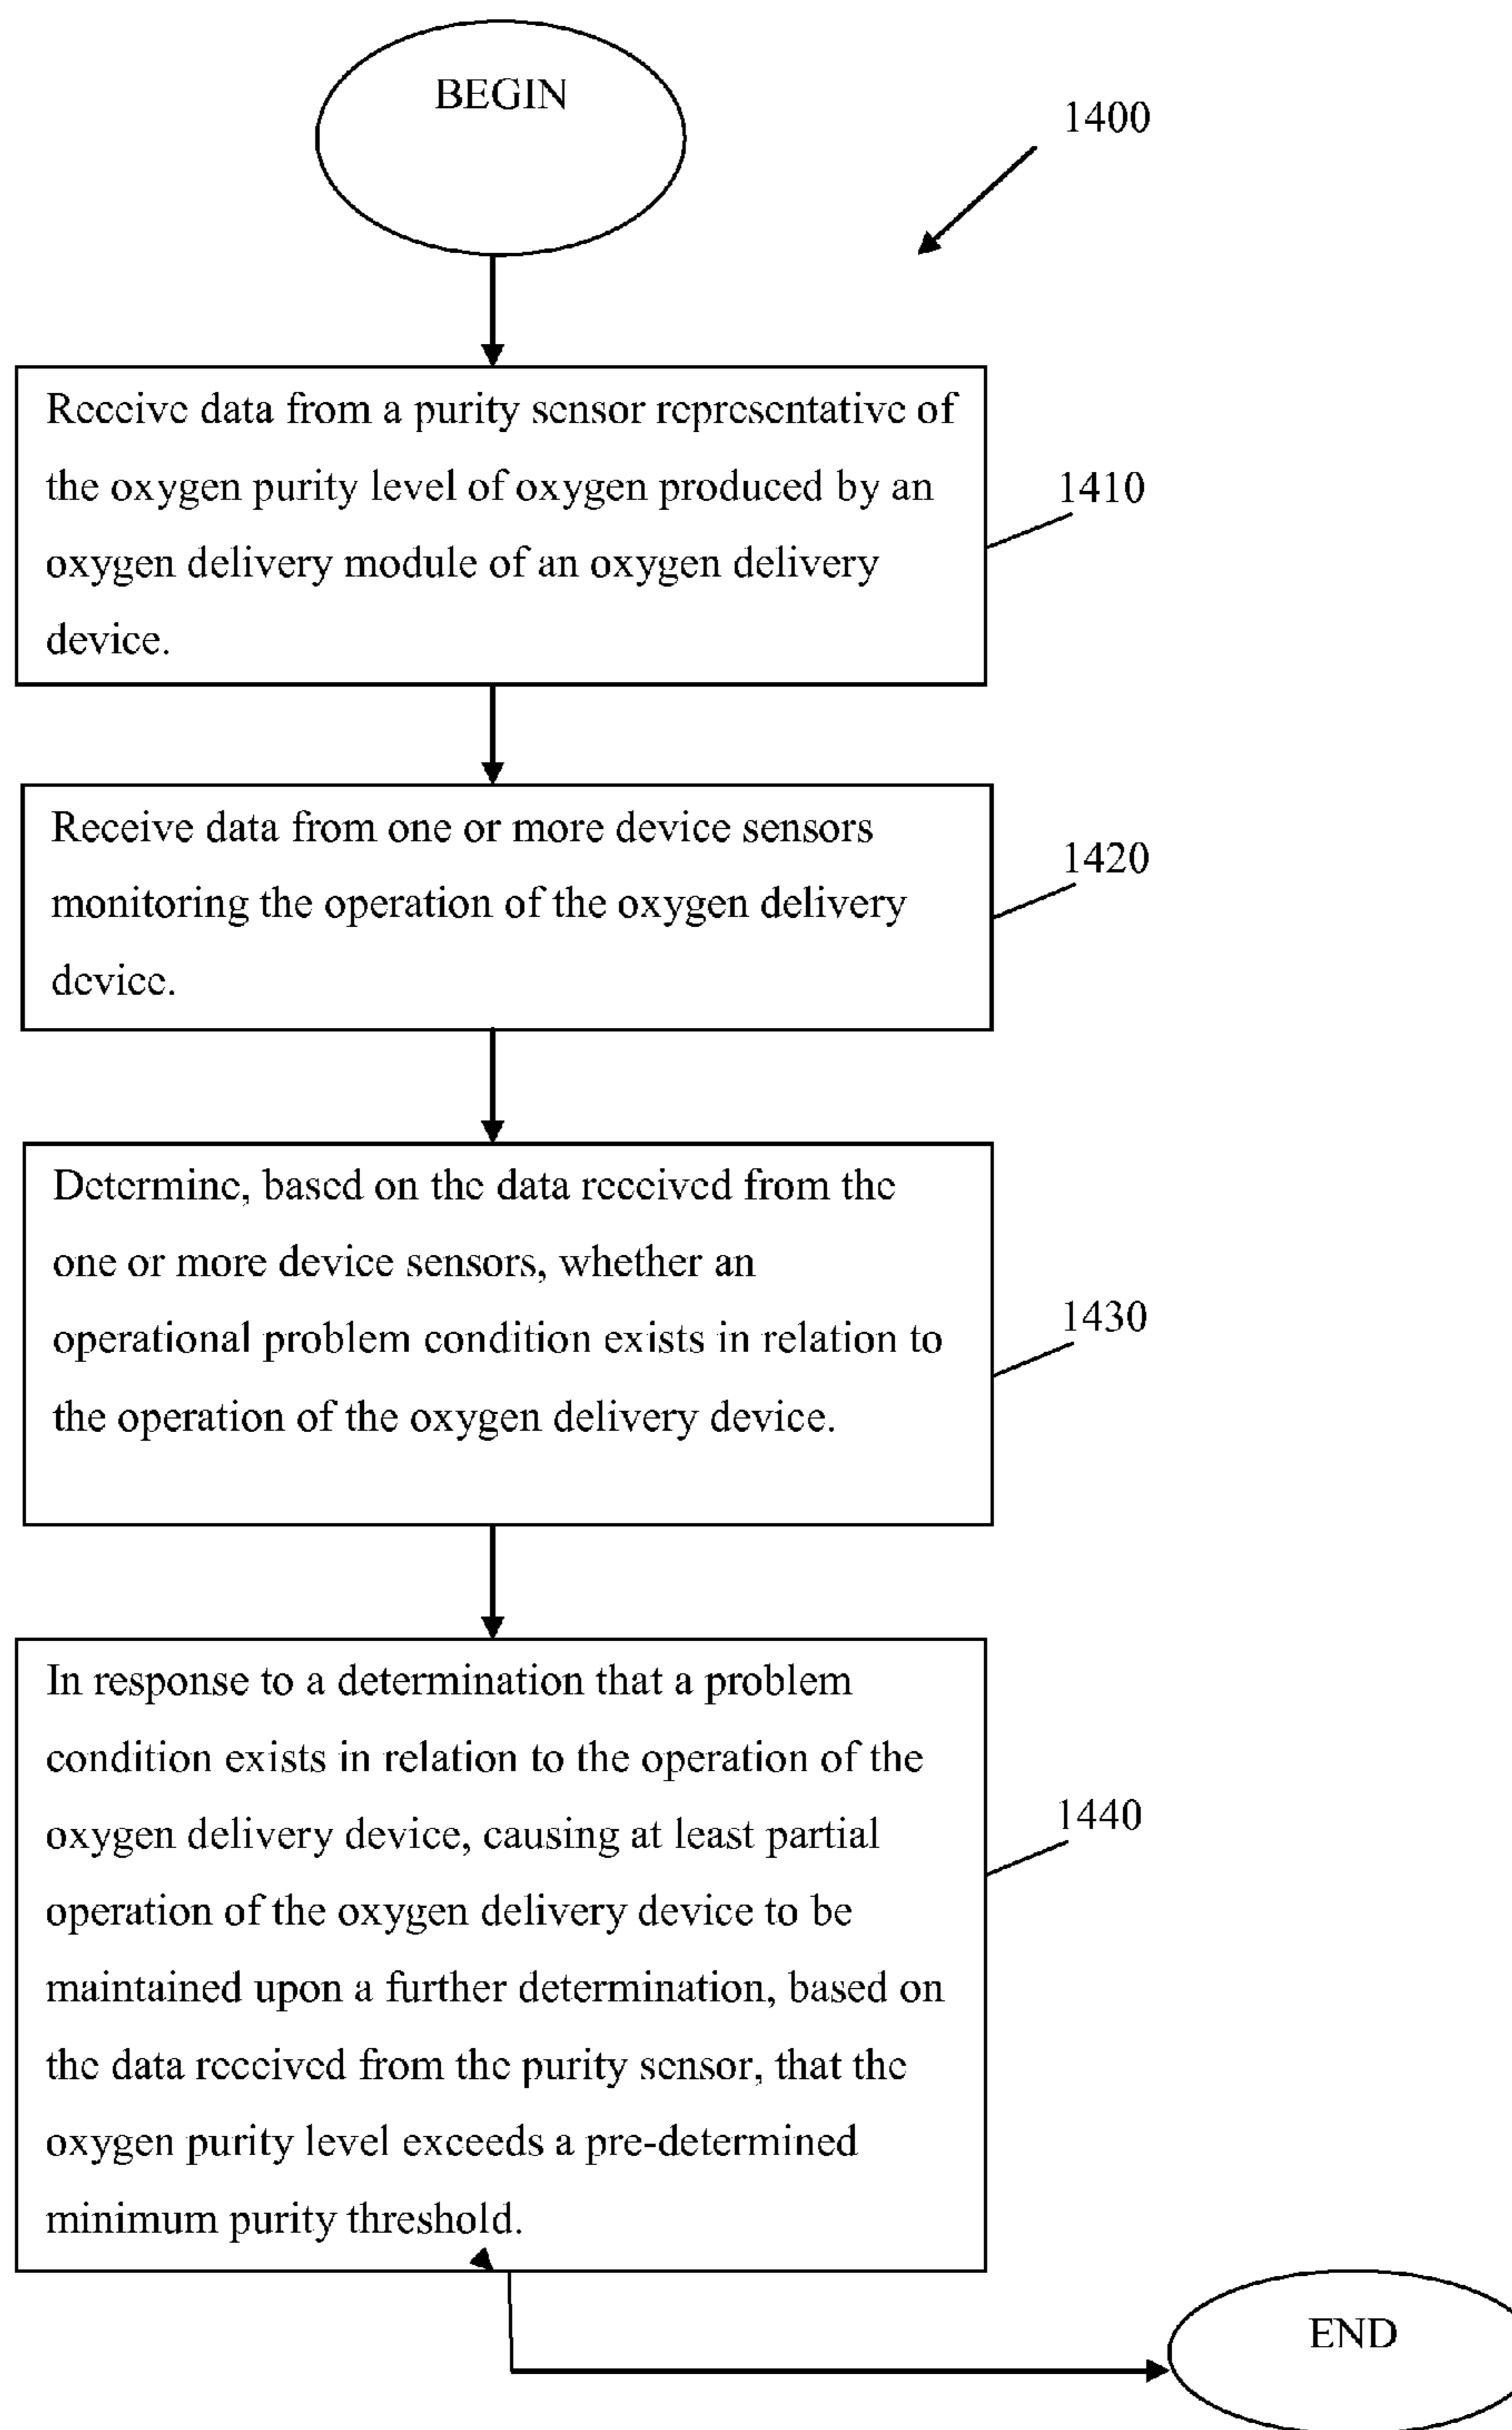 BEGIN
1400
Receive data from a purity sensor representative of
the oxygen purity level of oxygen produced by an
oxygen delivery module of an oxygen delivery
device.
1410
Receive data from one or more device sensors
monitoring the operation of the oxygen delivery
device.
1420
Determine, based on the data received from the
one or more device sensors, whether an
operational problem condition exists in relation to
the operation of the oxygen delivery device.
1430
In response to a determination that a problem
condition exists in relation to the operation of the
oxygen delivery device, causing at least partial
operation of the oxygen delivery device to be
maintained upon a further determination, based on
the data received from the purity sensor, that the
oxygen purity level exceeds a pre-determined
minimum purity threshold.
1440
END